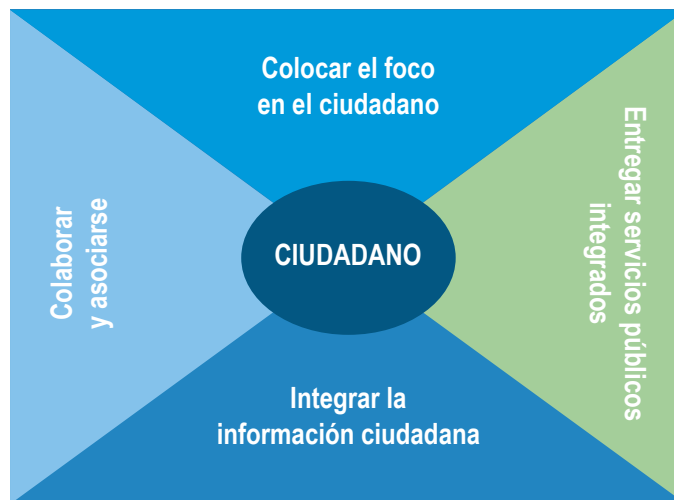 Colocar el foco
en el ciudadano
Colaborar
y asociarse
CIUDADANO
Entregar servicios públicos
integrados
Integrar la
información ciudadana